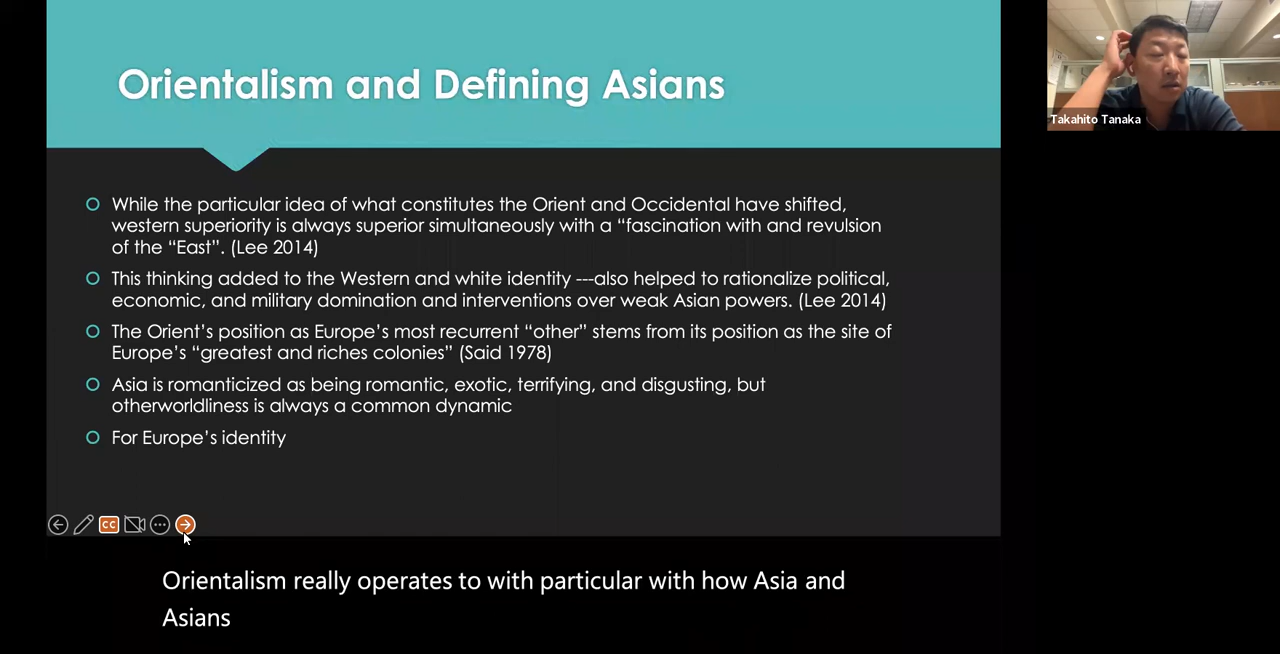 Orientalism and Defining Asians
Takahito Tanaka
While the particular idea of what constitutes the Orient and Occidental have shifted,
western superiority is always superior simultaneously with a “fascination with and revulsion
of the “East”. (Lee 2014)
This thinking added to the Western and white identity ---also helped to rationalize political,
economic, and military domination and interventions over weak Asian powers. (Lee 2014)
The Orient’s position as Europe’s most recurrent “other” stems from its position as the site of
Europe’s “greatest and riches colonies” (Said 1978)
Asia is romanticized as being romantic, exotic, terrifying, and disgusting, but
otherworldliness is always a common dynamic
For Europe’s identity
CC
Orientalism really operates to with particular with how Asia and
Asians